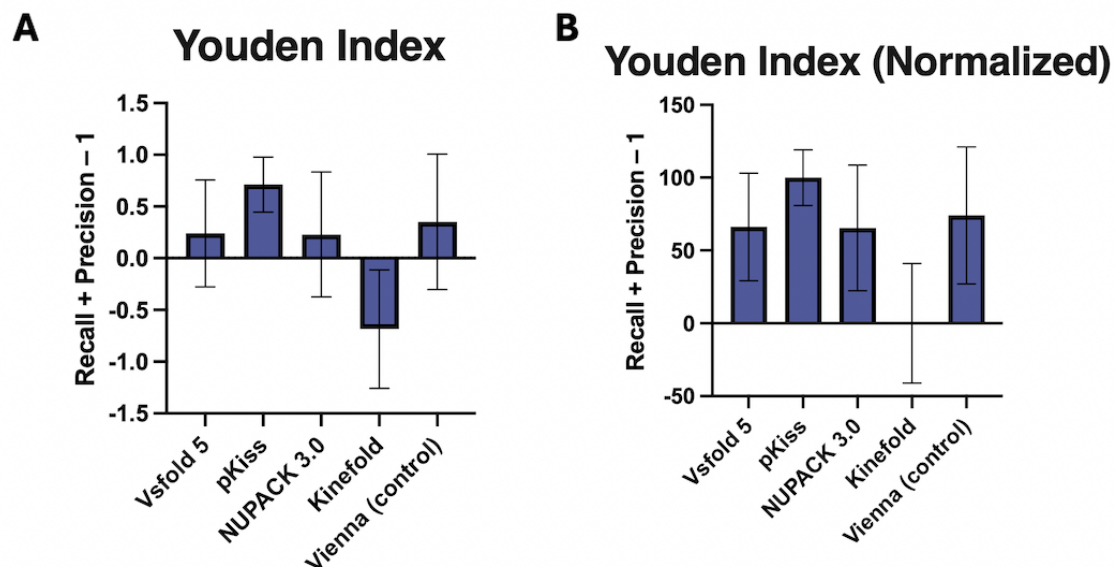 A
Youden Index
Recall + Precision – 1
1.5
1.0
0.5
0.0
-0.5
-1.0
-1.5
Vsfold 5
pKiss
NUPACK 3.0
Kinefold
Vienna (control)
B
Youden Index (Normalized)
Recall + Precision – 1
150
100
50
0
-50
Vsfold 5
pKiss
NUPACK 3.0
Kinefold
Vienna (control)